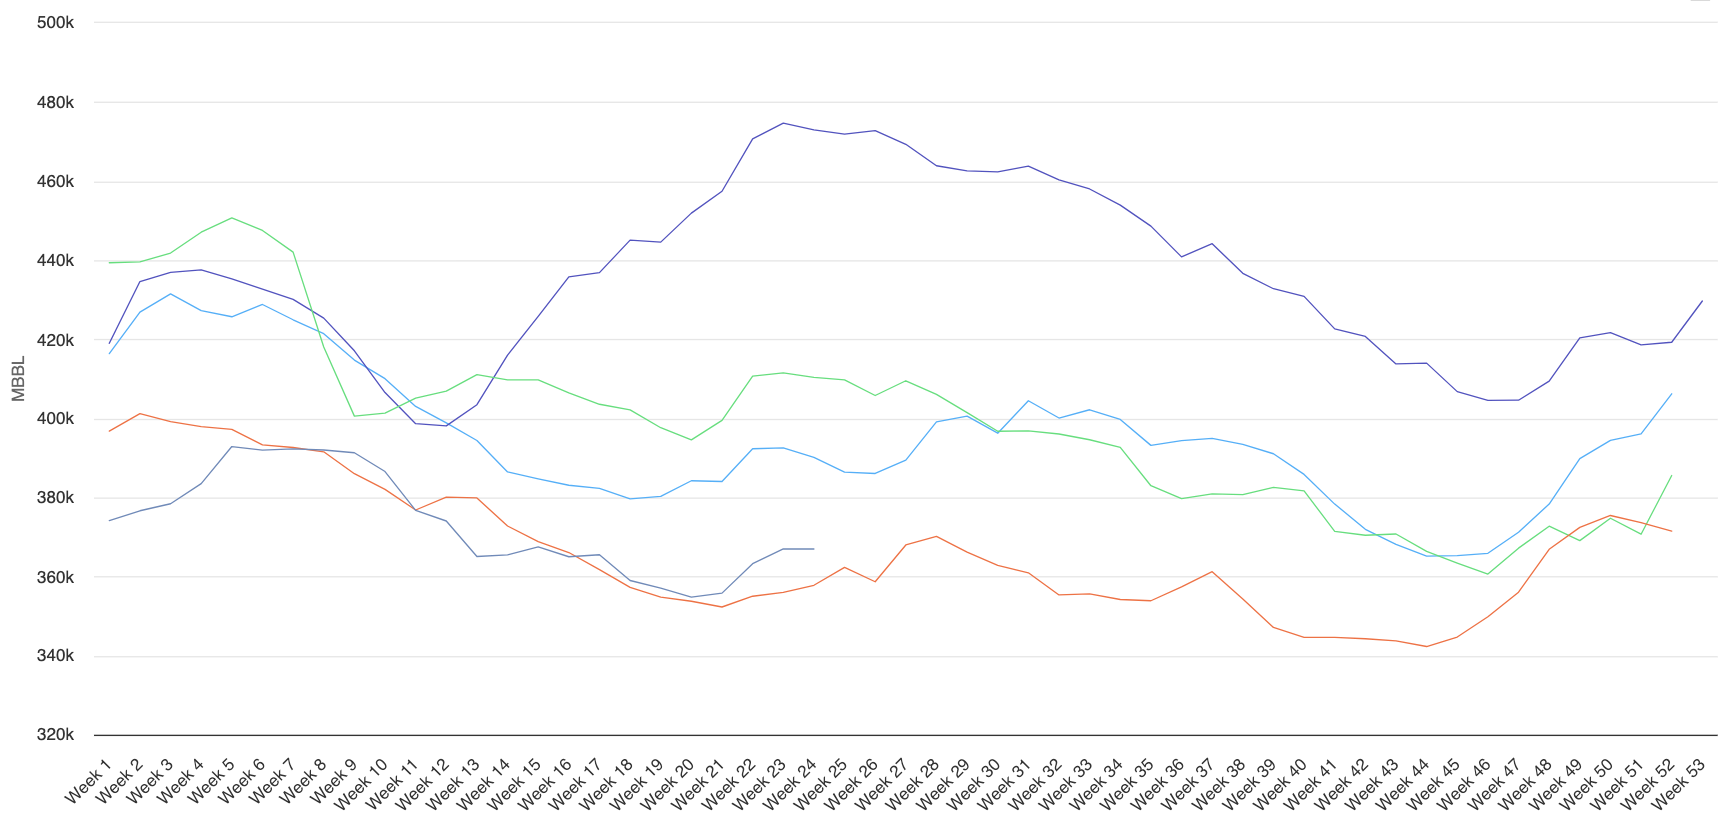 500k
480k
460k
440k
420k
400k
380k
360k
340k
320k
MBBL
Week 1
Week 2
Week 3
Week 4
Week 5
Week 6
Week 7
Week 8
Week 9
Week 10
Week 11
Week 12
Week 13
Week 14
Week 15
Week 16
Week 17
Week 18
Week 19
Week 20
Week 21
Week 22
Week 23
Week 24
Week 25
Week 26
Week 27
Week 28
Week 29
Week 30
Week 31
Week 32
Week 33
Week 34
Week 35
Week 36
Week 37
Week 38
Week 39
Week 40
Week 41
Week 42
Week 43
Week 44
Week 45
Week 46
Week 47
Week 48
Week 49
Week 50
Week 51
Week 52
Week 53